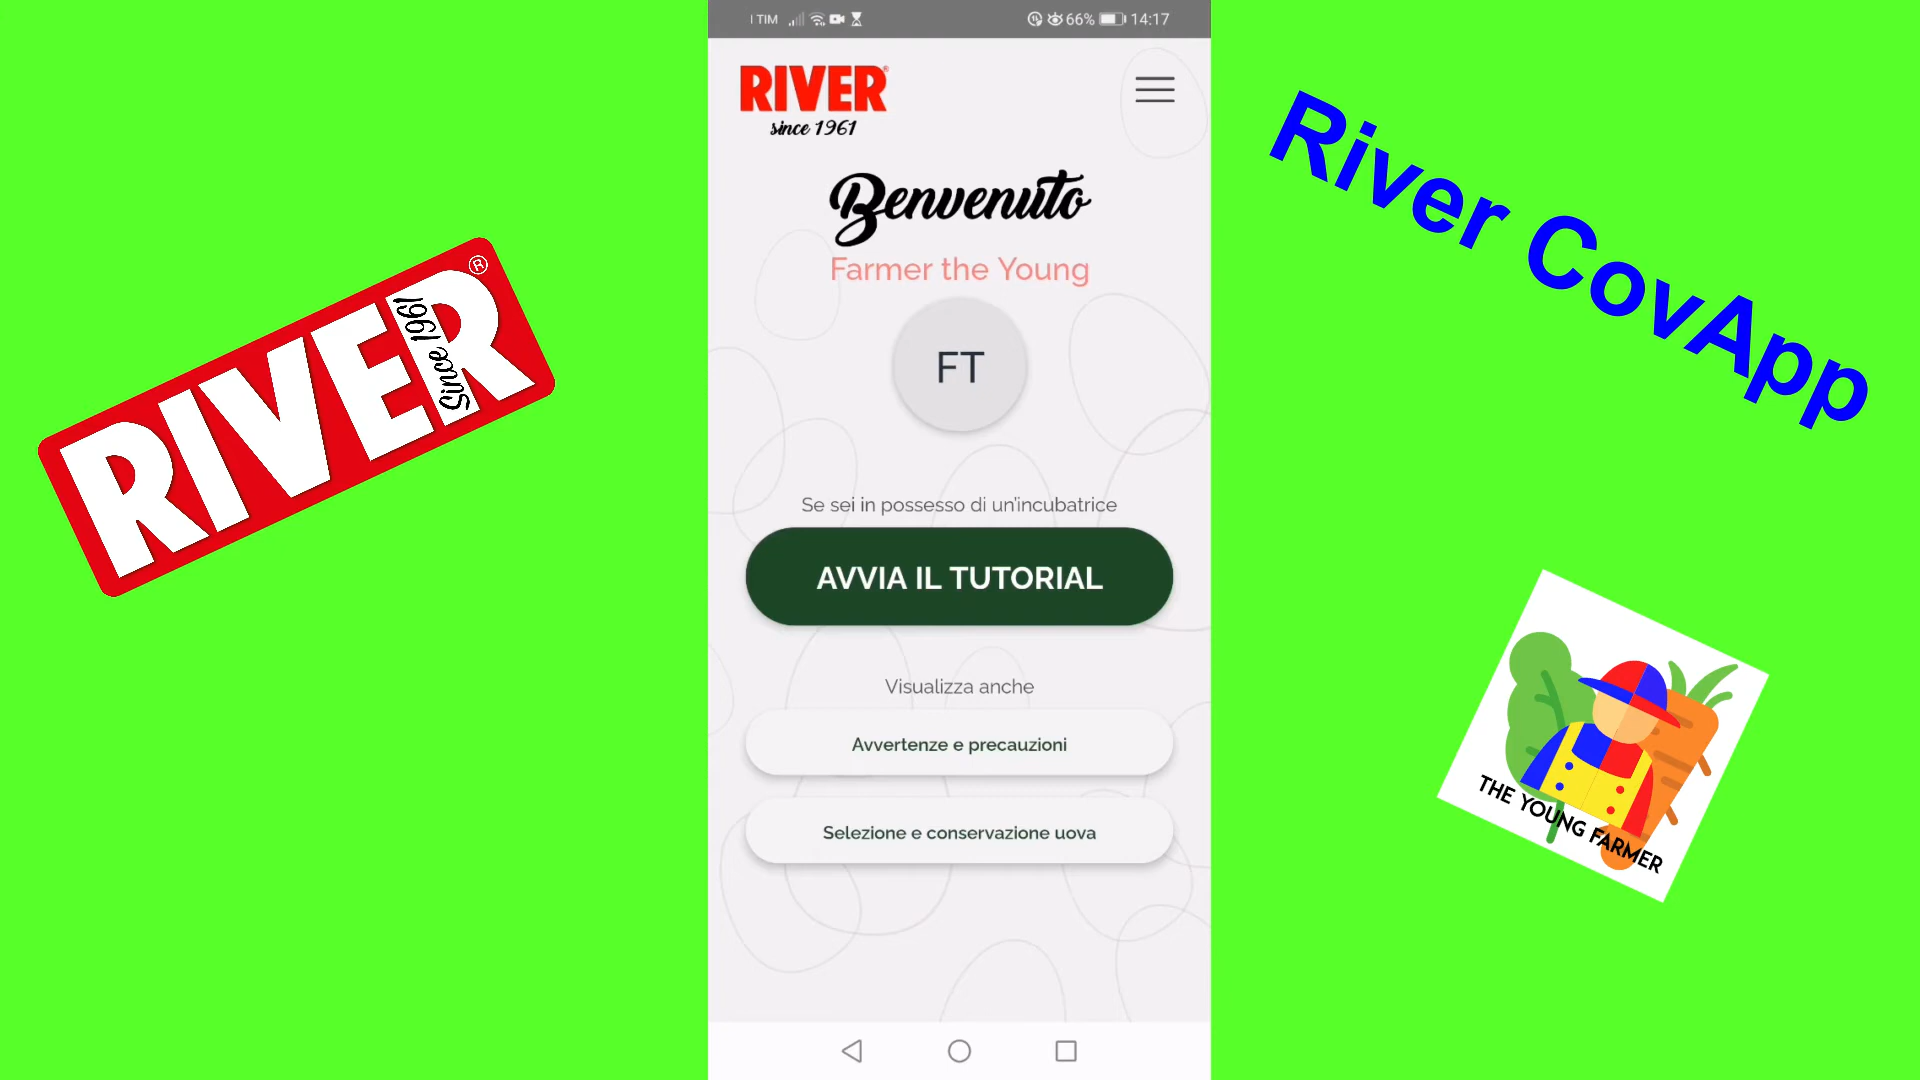 TIM
66% 14:17
RIVER®
since 1961
Benvenuto
Farmer the Young
FT
Se sei in possesso di un'incubatrice
AVVIA IL TUTORIAL
Visualizza anche
Avvertenze e precauzioni
Selezione e conservazione uova
RIVER®
Since 1961
River CovApp
THE YOUNG FARMER